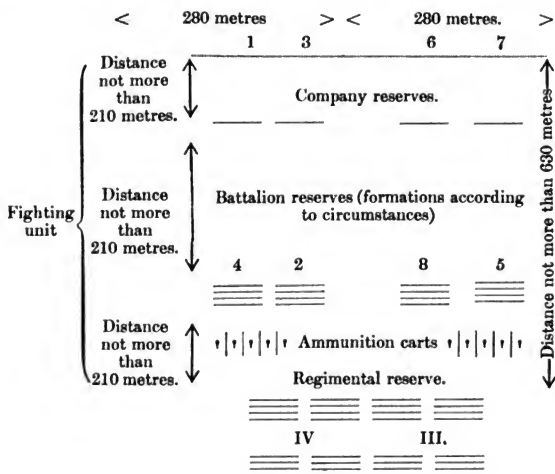 < 280 metres > < 280 metres. >
1 3 6 7
Distance
not more
than
210 metres.
Company reserves.
Distance
not more
than
210 metres.
Battalion reserves (formations according
to circumstances)
Fighting
unit
4 2 8 5
Distance
not more
than
210 metres.
Ammunition carts
Regimental reserve.
IV III.
Distance not more than 630 metres